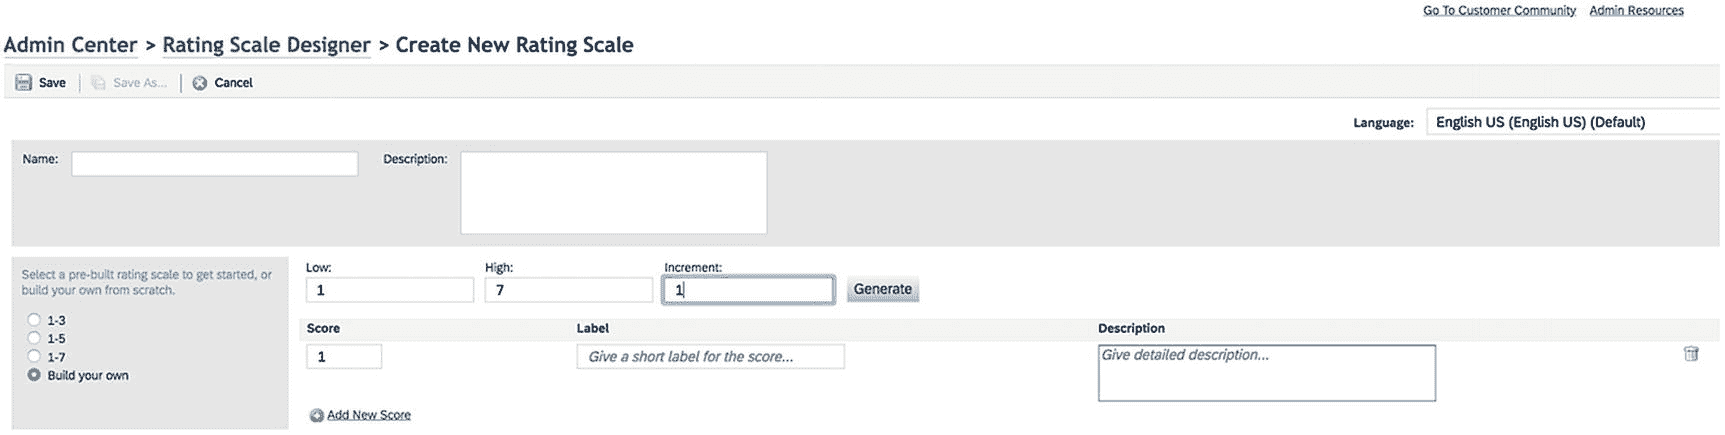 Go To Customer Community Admin Resources
Admin Center > Rating Scale Designer > Create New Rating Scale
Save Save As... Cancel
Language: English US (English US) (Default)
Name: Description:
Select a pre-built rating scale to get started, or
build your own from scratch.
1-3
1-5
1-7
Build your own
Low: High: Increment:
1 7 1 Generate
Score Label Description
1 Give a short label for the score... Give detailed description...
Add New Score